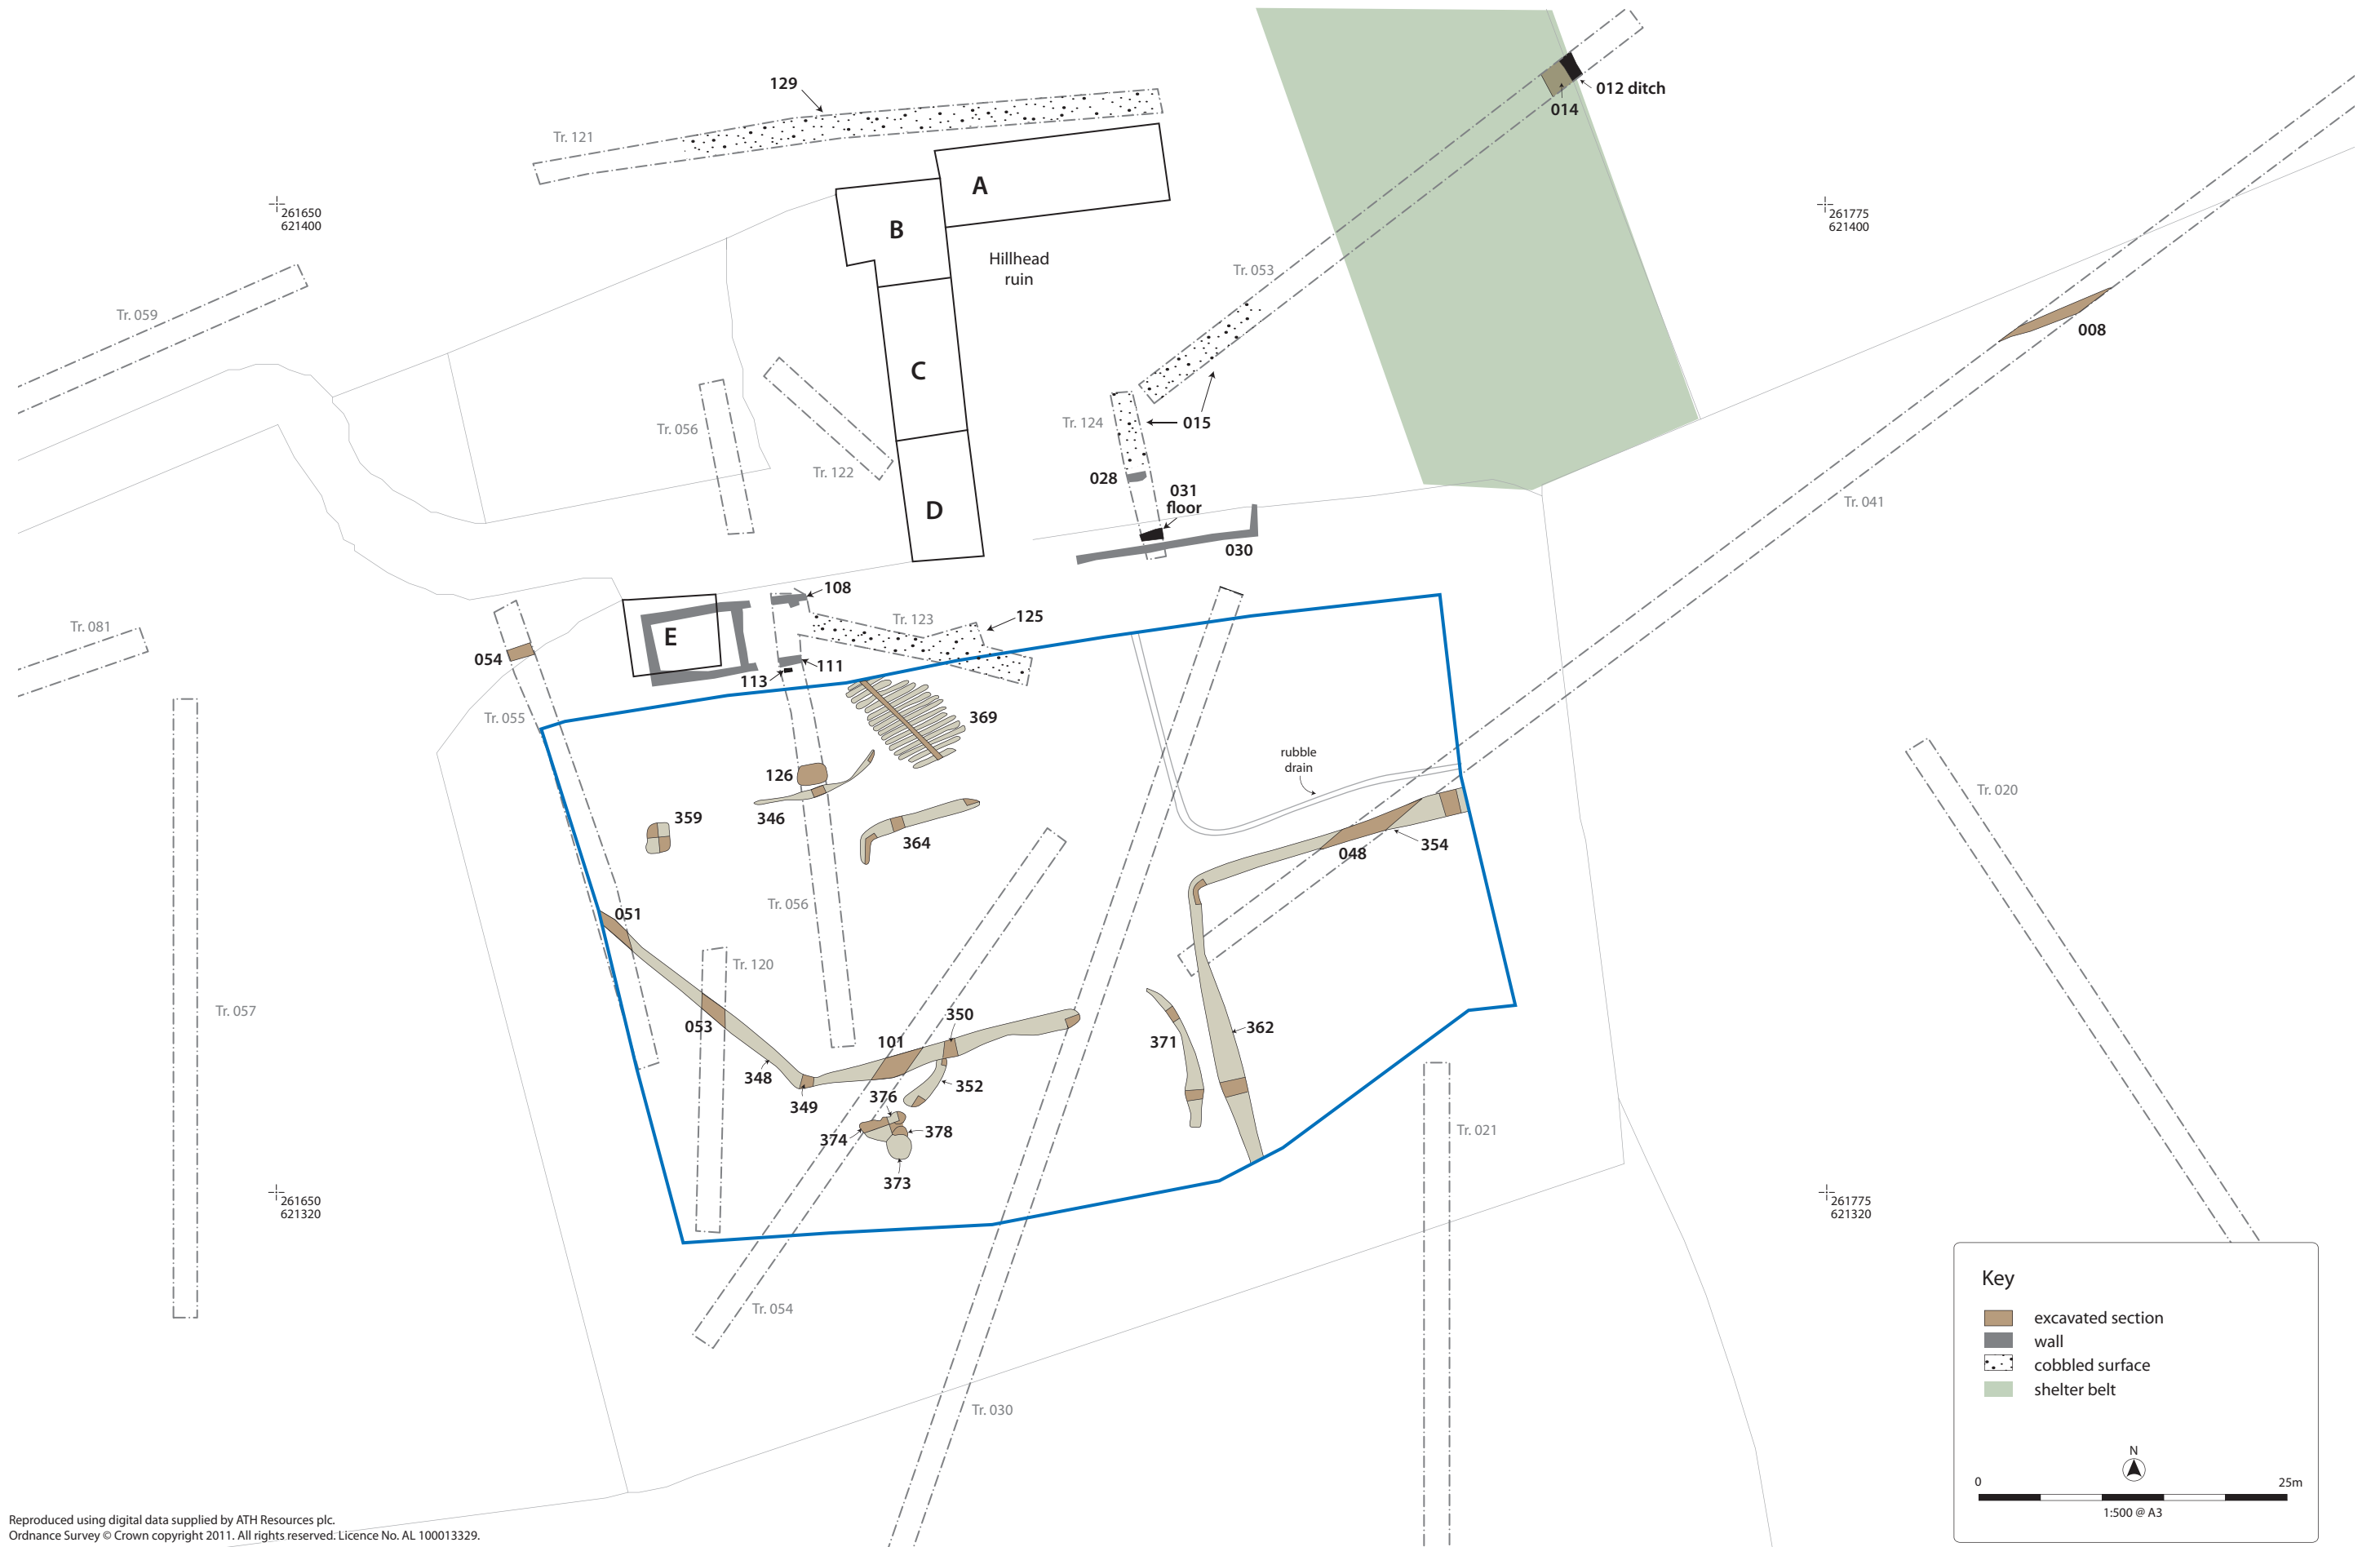 129
012 ditch
014
Tr. 121
A
261650
621400
261775
621400
B
Hillhead
ruin
Tr. 053
Tr. 059
008
C
Tr. 056
Tr. 124
015
Tr. 122
028
031
floor
D
Tr. 041
030
108
Tr. 123
125
Tr. 081
E
054
111
113
Tr. 055
369
rubble
drain
126
Tr. 020
359
346
364
048
354
Tr. 056
051
Tr. 120
Tr. 057
053
101
350
371
362
348
352
349
376
374
378
Tr. 021
373
261650
621320
261775
621320
Tr. 054
Tr. 030
Key
excavated section
wall
cobbled surface
shelter belt
N
0
25m
1:500 @ A3
Reproduced using digital data supplied by ATH Resources plc.
Ordnance Survey © Crown copyright 2011. All rights reserved. Licence No. AL 100013329.